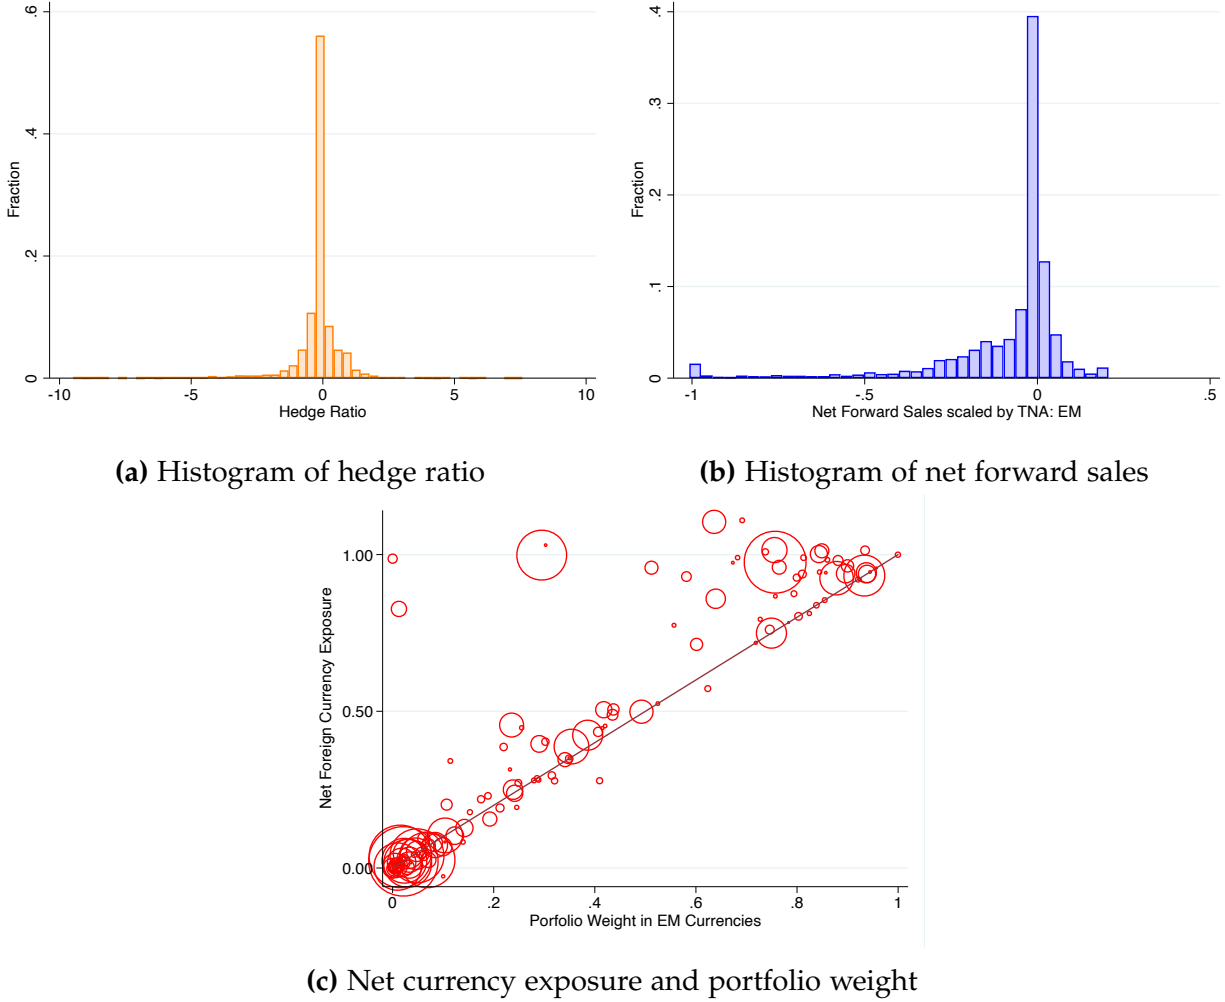 .6
.4
.2
0
Fraction
-10 -5 0 5 10
Hedge Ratio
.4
.3
.2
.1
0
Fraction
-1 -.5 0 .5
Net Forward Sales scaled by TNA: EM
(a) Histogram of hedge ratio
(b) Histogram of net forward sales
1.00
0.50
0.00
Net Foreign Currency Exposure
0 .2 .4 .6 .8 1
Porfolio Weight in EM Currencies
(c) Net currency exposure and portfolio weight